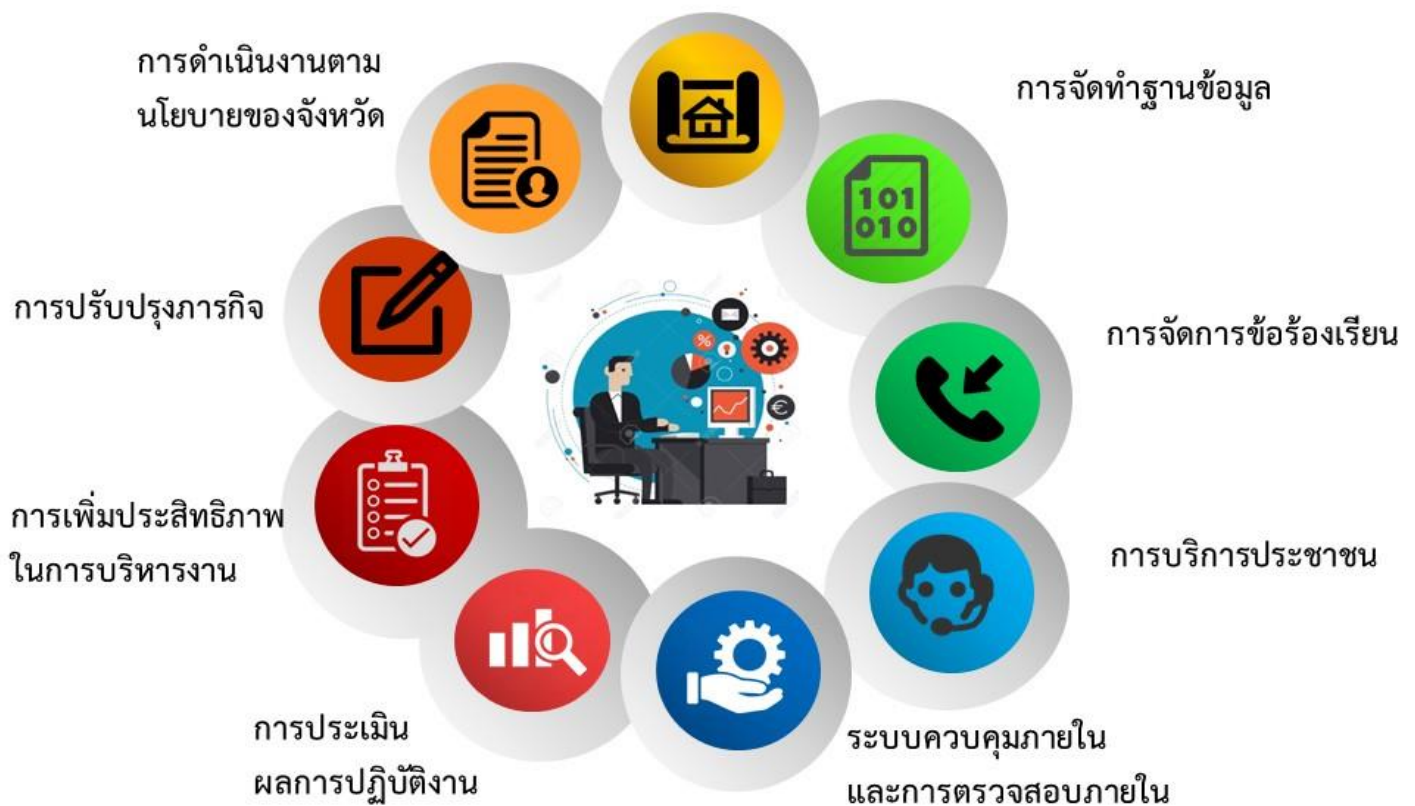 การดำเนินงานตาม
นโยบายของจังหวัด
การจัดทำฐานข้อมูล
101
010
การปรับปรุงภารกิจ
การจัดการข้อร้องเรียน
%
€
การเพิ่มประสิทธิภาพ
ในการบริหารงาน
การบริการประชาชน
การประเมิน
ผลการปฏิบัติงาน
ระบบควบคุมภายใน
และการตรวจสอบภายใน